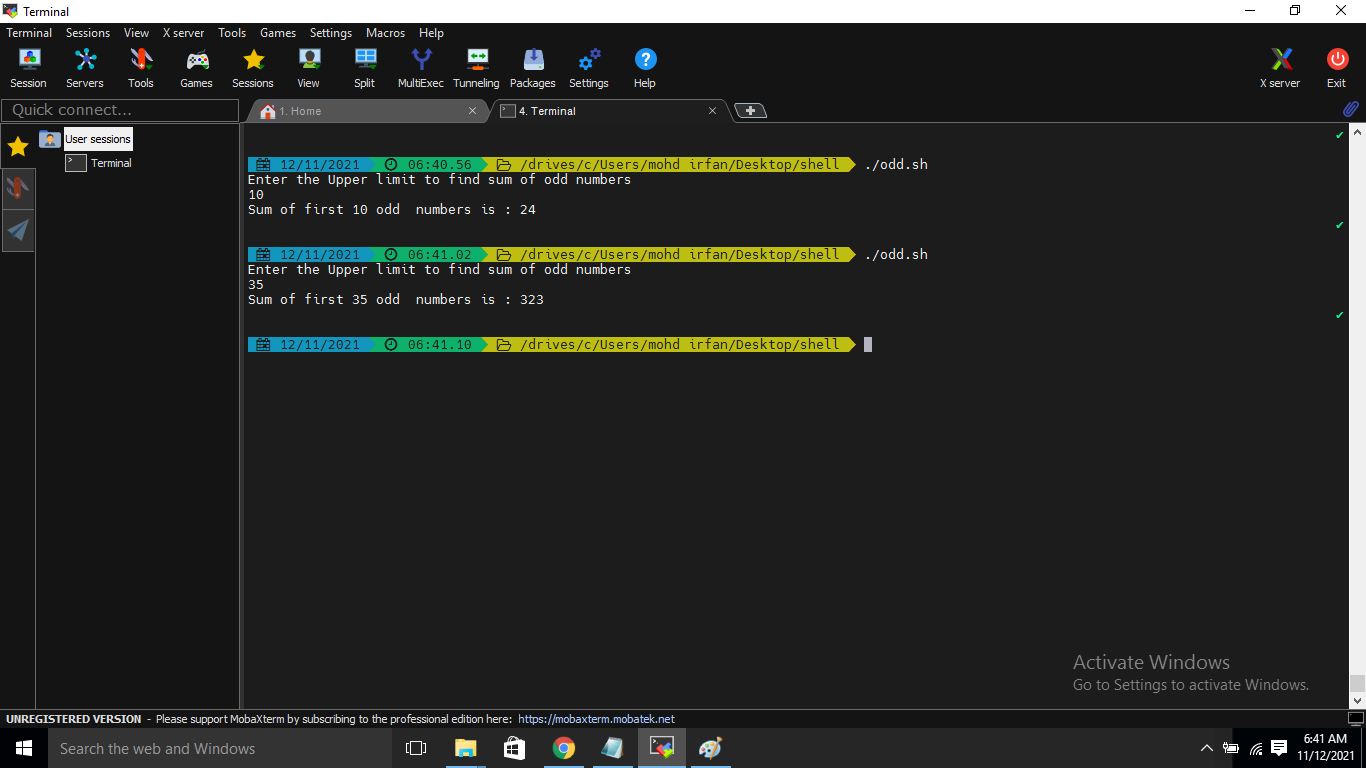 Terminal
Terminal Sessions View X server Tools Games Settings Macros Help
Session Servers Tools Games Sessions View Split MultiExec Tunneling Packages Settings Help X server Exit
Quick connect...
1. Home
4. Terminal
User sessions
Terminal
12/11/2021 06:40.56 /drives/c/Users/mohd irfan/Desktop/shell ./odd.sh
Enter the Upper limit to find sum of odd numbers
10
Sum of first 10 odd  numbers is : 24
12/11/2021 06:41.02 /drives/c/Users/mohd irfan/Desktop/shell ./odd.sh
Enter the Upper limit to find sum of odd numbers
35
Sum of first 35 odd  numbers is : 323
12/11/2021 06:41.10 /drives/c/Users/mohd irfan/Desktop/shell
Activate Windows
Go to Settings to activate Windows.
UNREGISTERED VERSION - Please support MobaXterm by subscribing to the professional edition here: https://mobaxterm.mobatek.net
Search the web and Windows
6:41 AM
11/12/2021